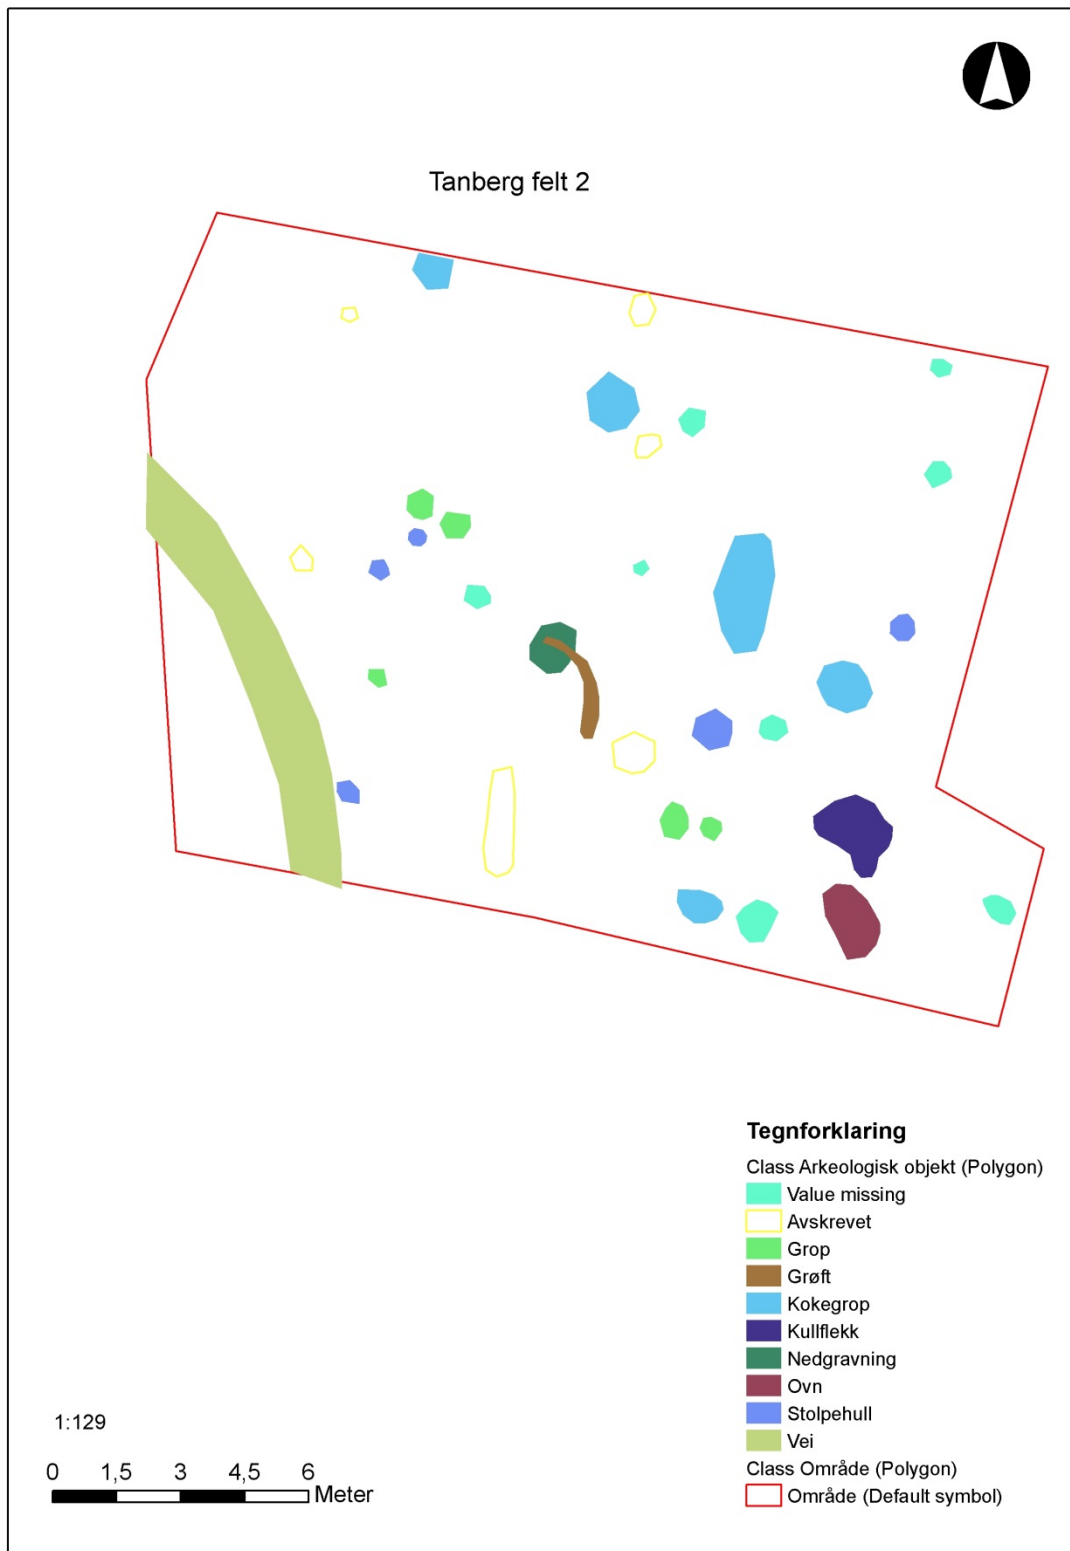 Tanberg felt 2
Tegnforklaring
Class Arkeologisk objekt (Polygon)
Value missing
Avskrevet
Grop
Grøft
Kokegrop
Kullflekk
Nedgravning
Ovn
Stolpehull
Vei
Class Område (Polygon)
Område (Default symbol)
1:129
0 1,5 3 4,5 6
Meter